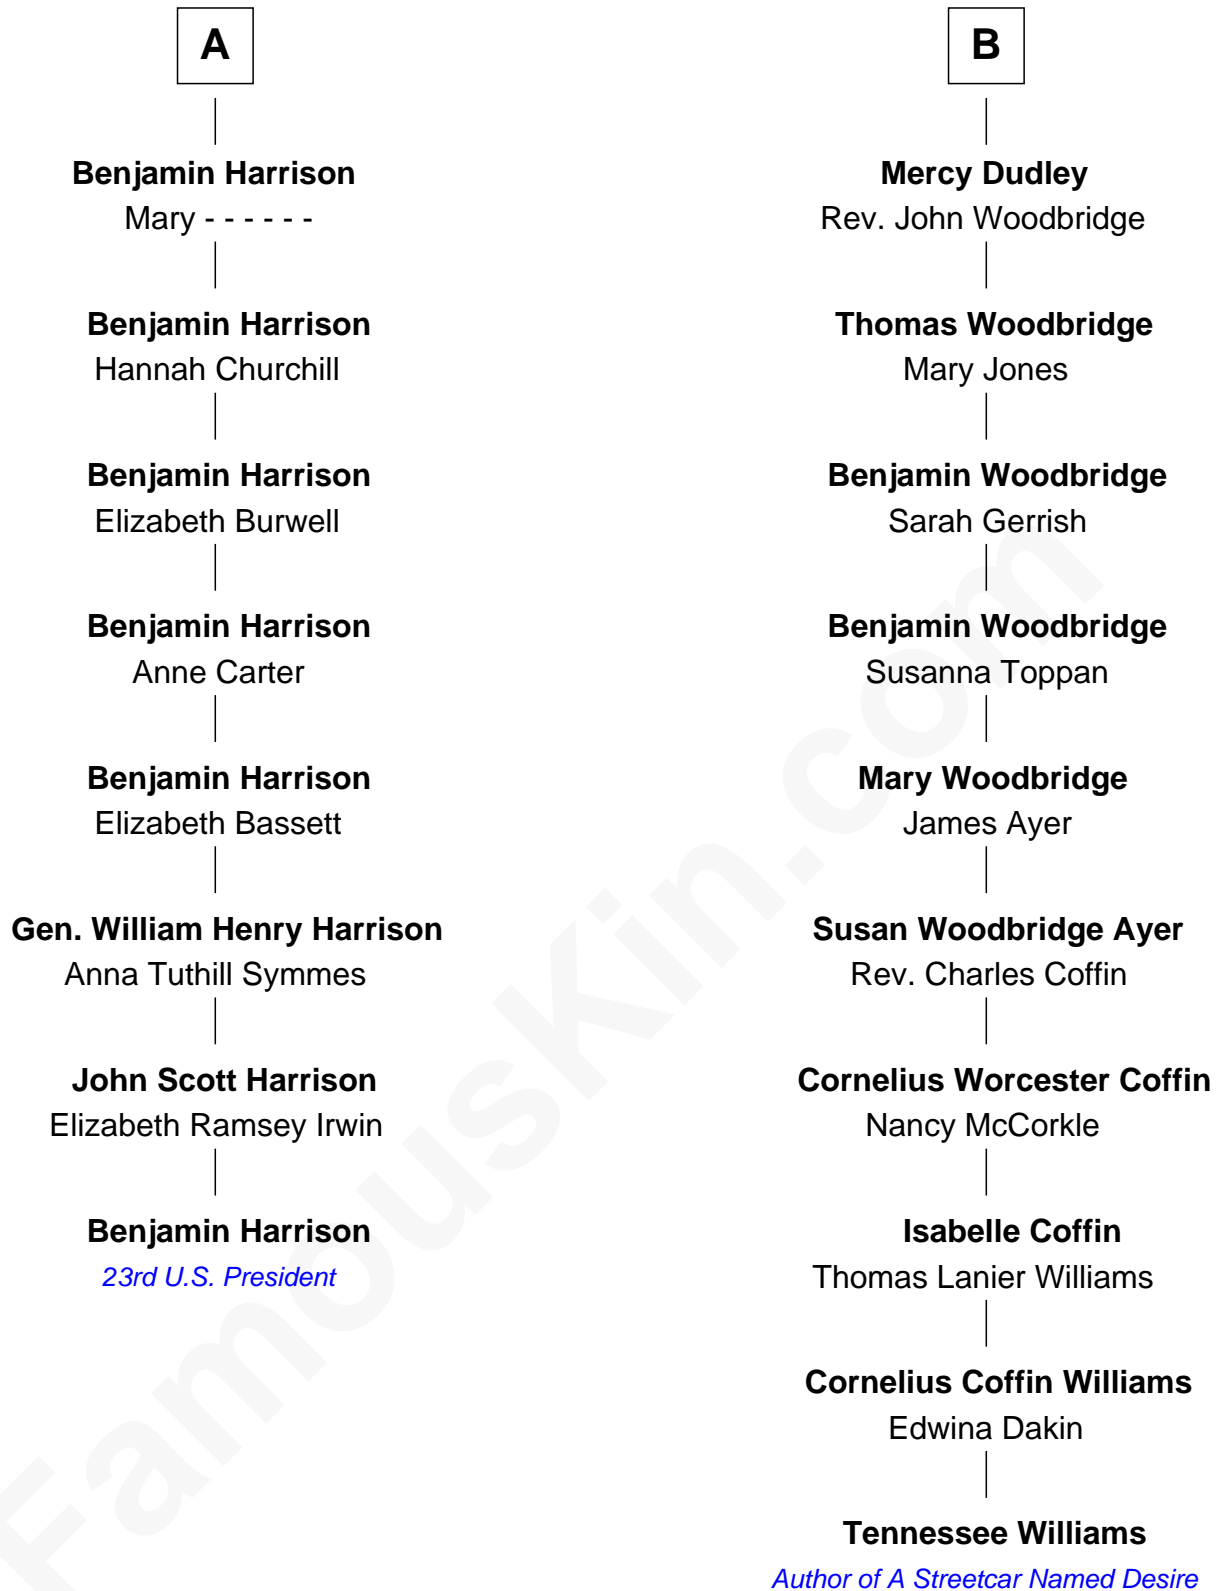 A
Benjamin Harrison
Mary - - - - - -
Benjamin Harrison
Hannah Churchill
Benjamin Harrison
Elizabeth Burwell
Benjamin Harrison
Anne Carter
Benjamin Harrison
Elizabeth Bassett
Gen. William Henry Harrison
Anna Tuthill Symmes
John Scott Harrison
Elizabeth Ramsey Irwin
Benjamin Harrison
23rd U.S. President
B
Mercy Dudley
Rev. John Woodbridge
Thomas Woodbridge
Mary Jones
Benjamin Woodbridge
Sarah Gerrish
Benjamin Woodbridge
Susanna Toppan
Mary Woodbridge
James Ayer
Susan Woodbridge Ayer
Rev. Charles Coffin
Cornelius Worcester Coffin
Nancy McCorkle
Isabelle Coffin
Thomas Lanier Williams
Cornelius Coffin Williams
Edwina Dakin
Tennessee Williams
Author of A Streetcar Named Desire
FamousKin.com